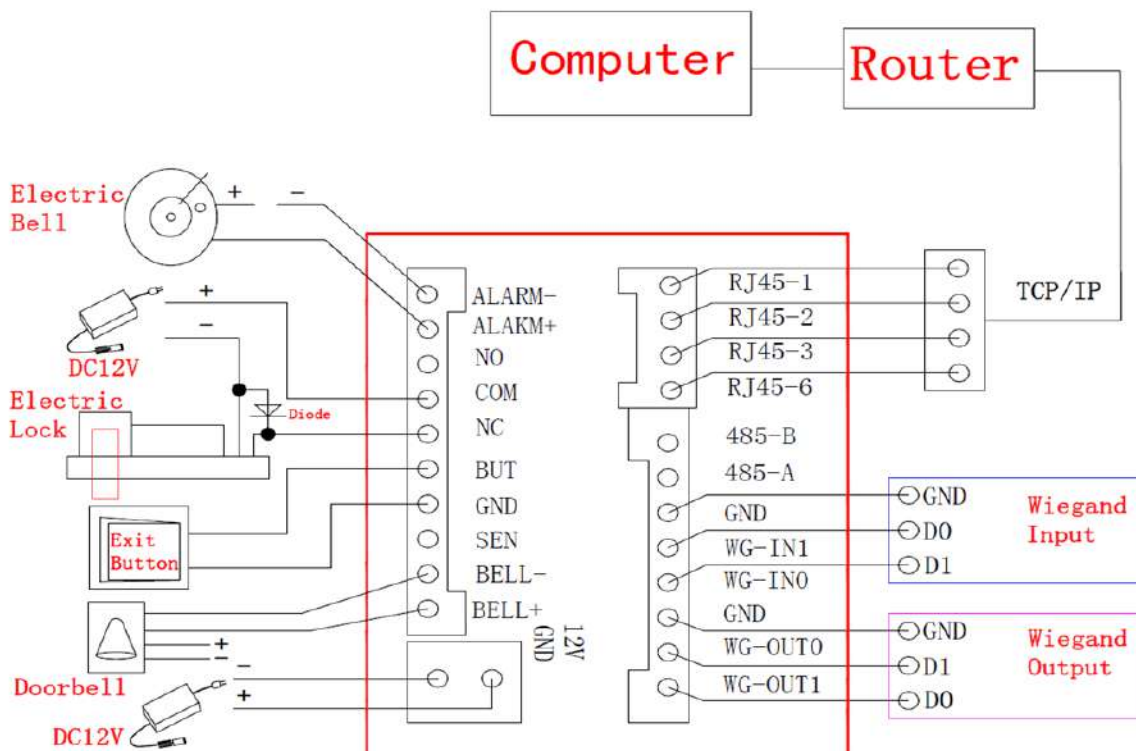 Computer
Router
Electric
Bell
+ −
DC12V
+
−
Electric
Lock
Diode
Exit
Button
Doorbell
+
−
−
+
DC12V
ALARM-
ALAKM+
NO
COM
NC
BUT
GND
SEN
BELL-
BELL+
GND
12V
RJ45-1
RJ45-2
RJ45-3
RJ45-6
485-B
485-A
GND
WG-IN1
WG-IN0
GND
WG-OUT0
WG-OUT1
TCP/IP
GND
D0
D1
Wiegand
Input
GND
D1
D0
Wiegand
Output